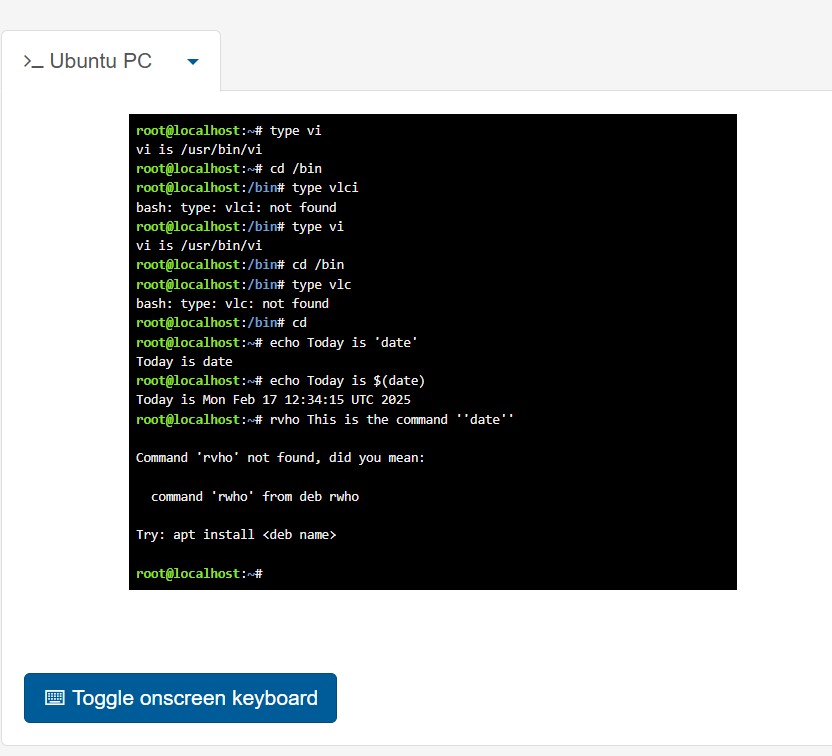 >_ Ubuntu PC
root@localhost:~# type vi
vi is /usr/bin/vi
root@localhost:~# cd /bin
root@localhost:/bin# type vlci
bash: type: vlci: not found
root@localhost:/bin# type vi
vi is /usr/bin/vi
root@localhost:/bin# cd /bin
root@localhost:/bin# type vlc
bash: type: vlc: not found
root@localhost:/bin# cd
root@localhost:~# echo Today is 'date'
Today is date
root@localhost:~# echo Today is $(date)
Today is Mon Feb 17 12:34:15 UTC 2025
root@localhost:~# rvho This is the command ''date''
Command 'rvho' not found, did you mean:
command 'rwho' from deb rwho
Try: apt install <deb name>
root@localhost:~#
Toggle onscreen keyboard